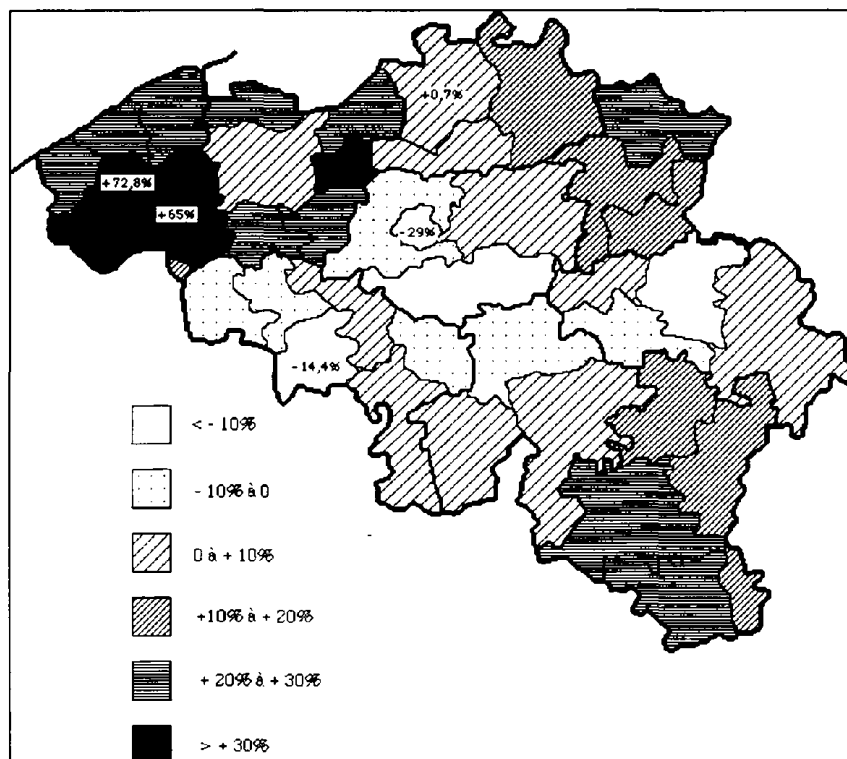 +0,7%
+72,8%
+65%
- 29%
- 14,4%
< - 10%
- 10% à 0
0 à + 10%
+10% à + 20%
+ 20% à + 30%
> + 30%